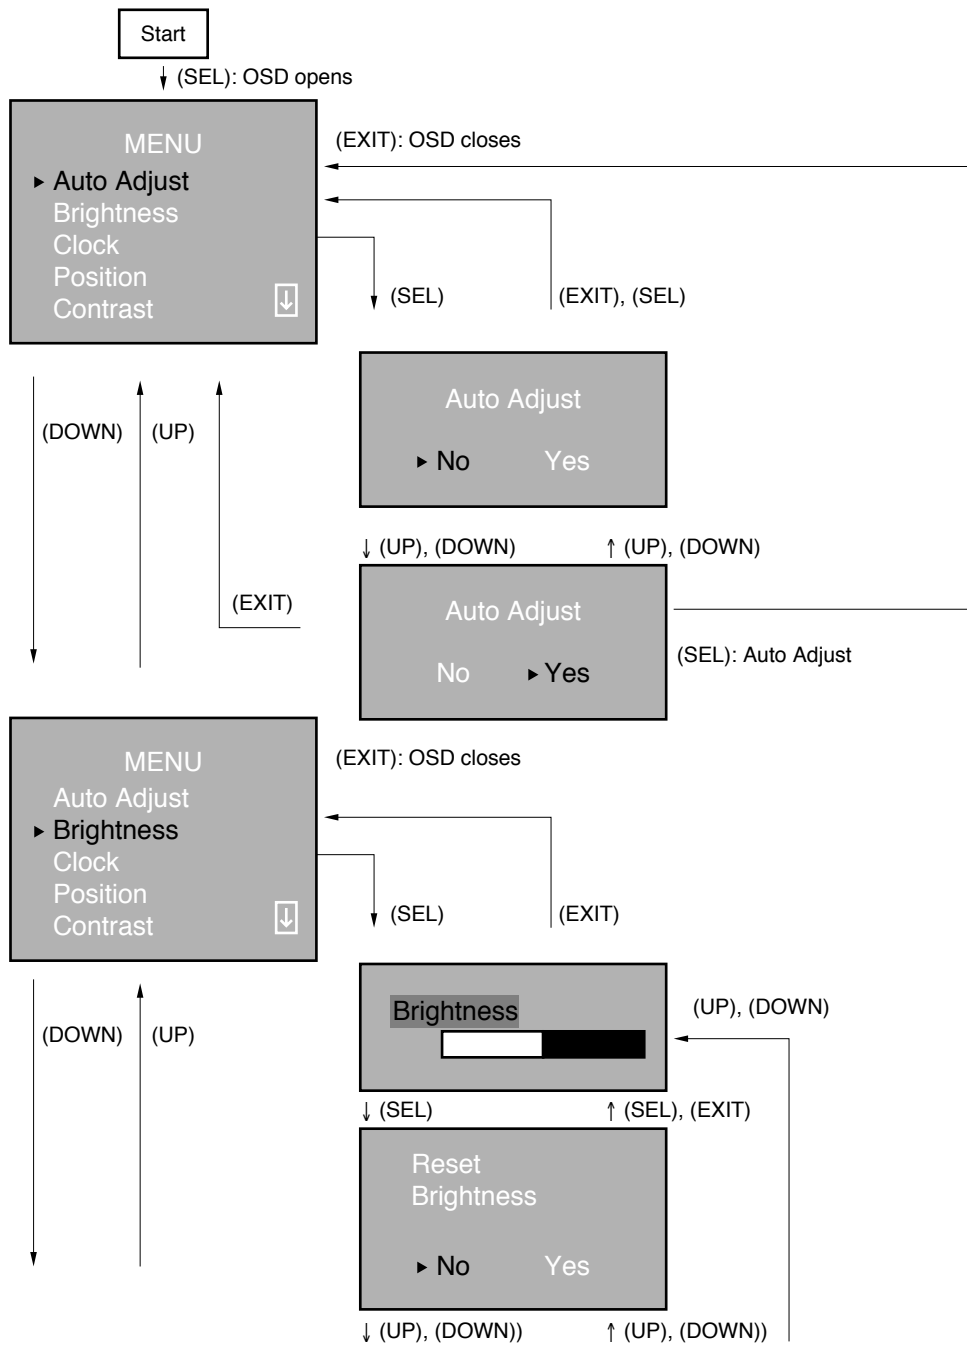 Start
(SEL): OSD opens
MENU
Auto Adjust
Brightness
Clock
Position
Contrast
(EXIT): OSD closes
(SEL)
(EXIT), (SEL)
Auto Adjust
No Yes
(DOWN) (UP)
↓ (UP), (DOWN) ↑ (UP), (DOWN)
(EXIT)
Auto Adjust
No Yes
(SEL): Auto Adjust
MENU
Auto Adjust
Brightness
Clock
Position
Contrast
(EXIT): OSD closes
(SEL)
(EXIT)
Brightness
(UP), (DOWN)
(DOWN) (UP)
↓ (SEL) ↑ (SEL), (EXIT)
Reset
Brightness
No Yes
↓ (UP), (DOWN)) ↑ (UP), (DOWN))